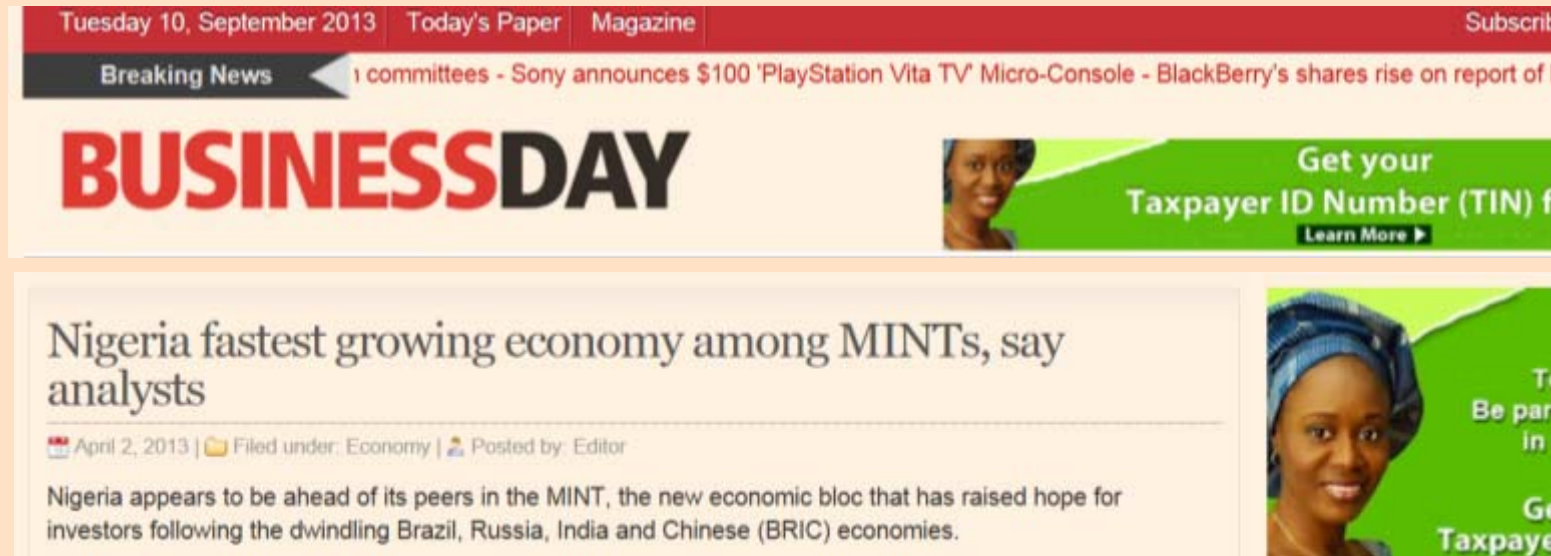 Tuesday 10, September 2013 Today's Paper Magazine
Breaking News committees - Sony announces $100 'PlayStation Vita TV' Micro-Console - BlackBerry's shares rise on report of
BUSINESSDAY
Get your
Taxpayer ID Number (TIN)
Learn More
Nigeria fastest growing economy among MINTs, say
analysts
April 2, 2013 | Filed under: Economy | Posted by: Editor
Be
in
Nigeria appears to be ahead of its peers in the MINT, the new economic bloc that has raised hope for
investors following the dwindling Brazil, Russia, India and Chinese (BRIC) economies.